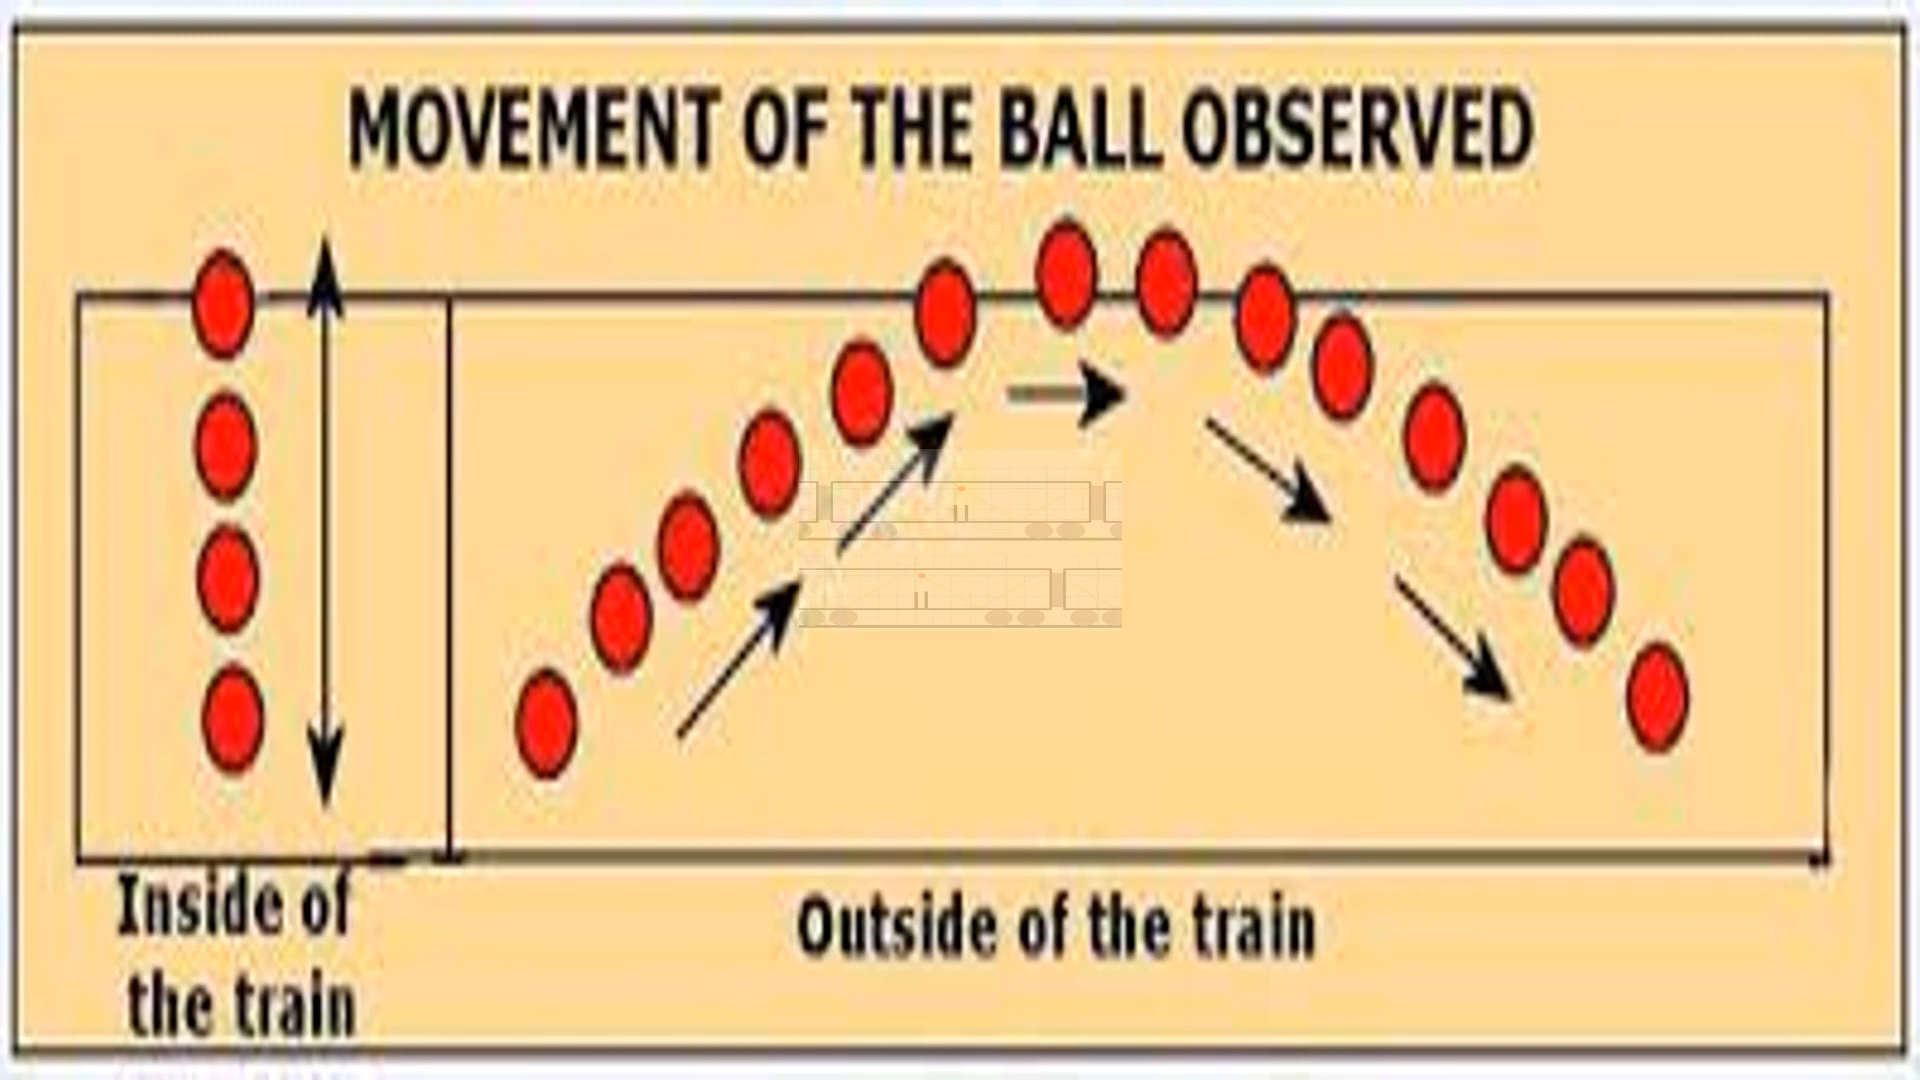 MOVEMENT OF THE BALL OBSERVED
Inside of
the train
Outside of the train